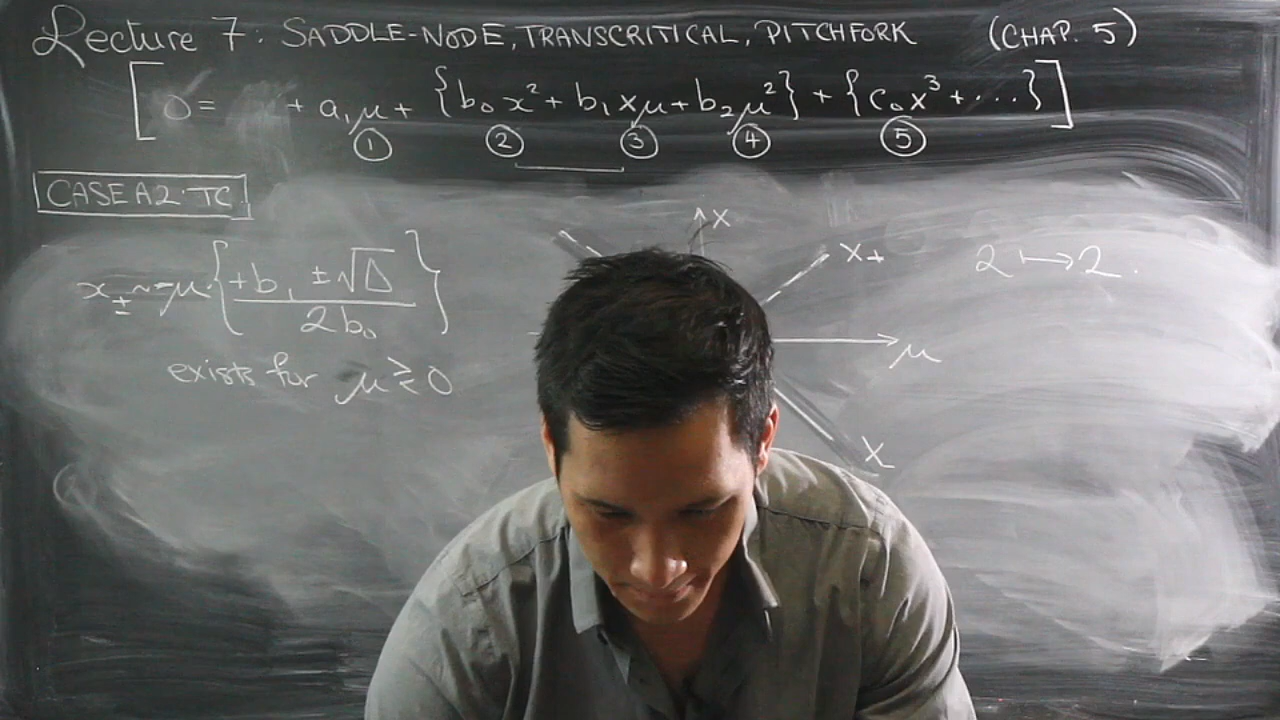 Lecture 7: SADDLE-NODE, TRANSCRITICAL, PITCHFORK (CHAP. 5)
[0 = + a₁μ + {b₀x² + b₁xμ + b₂μ²} + {c₀x³ + ...}]
① ② ③ ④ ⑤
CASE A2: TC
x
x± ~ -μ{(+b₁ ± √Δ)/(2b₀)} x₊ 2 ↦ 2.
μ
exists for μ ≷ 0
x₋